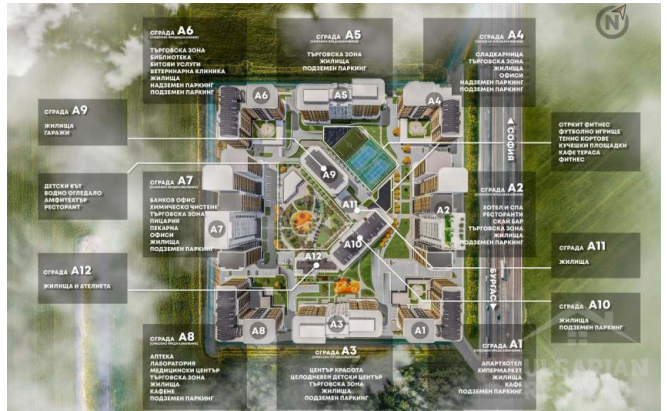 СГРАДА A6
ТЪРГОВСКА ЗОНА
БИБЛИОТЕКА
БИТОВИ УСЛУГИ
ВЕТЕРИНАРНА КЛИНИКА
ЖИЛИЩА
НАДЗЕМЕН ПАРКИНГ
ПОДЗЕМЕН ПАРКИНГ
СГРАДА A5
ТЪРГОВСКА ЗОНА
ЖИЛИЩА
ПОДЗЕМЕН ПАРКИНГ
СГРАДА A4
СЛАДКАРНИЦА
ТЪРГОВСКА ЗОНА
ЖИЛИЩА
ОФИСИ
НАДЗЕМЕН ПАРКИНГ
ПОДЗЕМЕН ПАРКИНГ
N
A6
A5
A4
СГРАДА A9
ЖИЛИЩА
ГАРАЖИ
СОФИЯ
ОТКРИТ ФИТНЕС
ФУТБОЛНО ИГРИЩЕ
ТЕНИС КОРТОВЕ
КУЧЕШКИ ПЛОЩАДКИ
КАФЕ ТЕРАСА
ФИТНЕС
ДЕТСКИ КЪТ
ВОДНО ОГЛЕДАЛО
АМФИТЕАТЪР
РЕСТОРАНТ
СГРАДА A7
БАНКОВ ОФИС
ХИМИЧЕСКО ЧИСТЕНЕ
ТЪРГОВСКА ЗОНА
ПИЦАРИЯ
ПЕКАРНА
ОФИСИ
ЖИЛИЩА
ПОДЗЕМЕН ПАРКИНГ
A7
A9
A11
A10
A12
A2
СГРАДА A2
ХОТЕЛ И СПА
РЕСТОРАНТИ
СКАЙ БАР
ТЪРГОВСКА ЗОНА
ЖИЛИЩА
ПОДЗЕМЕН ПАРКИНГ
СГРАДА A11
ЖИЛИЩА
СГРАДА A12
ЖИЛИЩА И АТЕЛИЕТА
БУРГАС
СГРАДА A10
ЖИЛИЩА
ПОДЗЕМЕН ПАРКИНГ
A8
A3
A1
СГРАДА A8
АПТЕКА
ЛАБОРАТОРИЯ
МЕДИЦИНСКИ ЦЕНТЪР
ТЪРГОВСКА ЗОНА
ЖИЛИЩА
КАФЕНЕ
ПОДЗЕМЕН ПАРКИНГ
СГРАДА A3
ЦЕНТЪР КРАСОТА
ЦЕЛОДНЕВЕН ДЕТСКИ ЦЕНТЪР
ТЪРГОВСКА ЗОНА
ЖИЛИЩА
ПОДЗЕМЕН ПАРКИНГ
СГРАДА A1
АПАРТХОТЕЛ
ХИПЕРМАРКЕТ
ЖИЛИЩА
КАФЕ
ПОДЗЕМЕН ПАРКИНГ